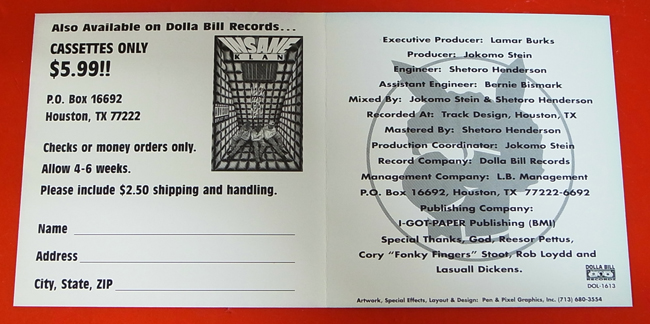 Also Available on Dolla Bill Records...
CASSETTES ONLY
$5.99!!
P.O. Box 16692
Houston, TX 77222
Checks or money orders only.
Allow 4-6 weeks.
Please include $2.50 shipping and handling.
Name
Address
City, State, ZIP
INSANE
KLAN
Executive Producer: Lamar Burks
Producer: Jokomo Stein
Engineer: Shetoro Henderson
Assistant Engineer: Bernie Bismark
Mixed By: Jokomo Stein & Shetoro Henderson
Recorded At: Track Design, Houston, TX
Mastered By: Shetoro Henderson
Production Coordinator: Jokomo Stein
Record Company: Dolla Bill Records
Management Company: L.B. Management
P.O. Box 16692, Houston, TX 77222-6692
Publishing Company:
I-GOT-PAPER Publishing (BMI)
Special Thanks, God, Reesor Pettus,
Cory "Fonky Fingers" Stoot, Rob Loydd and
Lasuall Dickens.
DOLLA BILL
DOL-1613
Artwork, Special Effects, Layout & Design: Pen & Pixel Graphics, Inc. (713) 680-3554